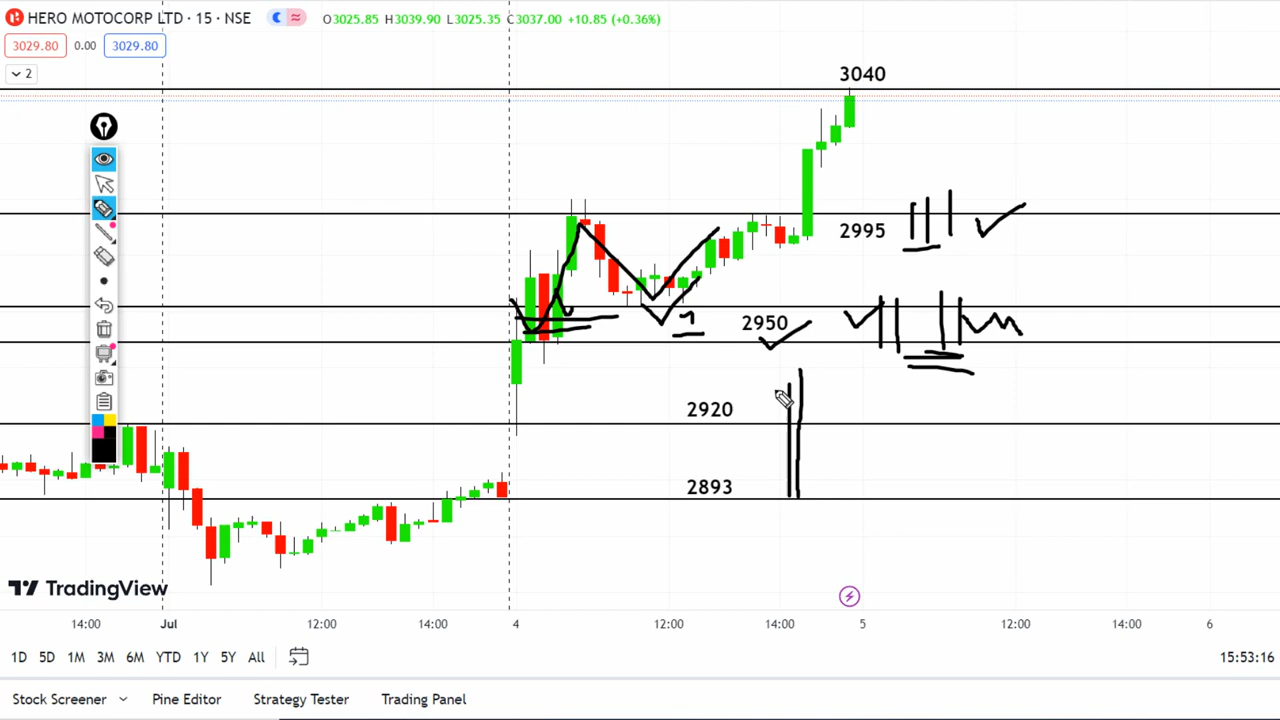 HERO MOTOCORP LTD · 15 · NSE O3025.85 H3039.90 L3025.35 C3037.00 +10.85 (+0.36%)
3029.80 0.00 3029.80
2
3040
2995
1
2950
2920
2893
TradingView
14:00 Jul 12:00 14:00 4 12:00 14:00 5 12:00 14:00 6
1D 5D 1M 3M 6M YTD 1Y 5Y All 15:53:16
Stock Screener Pine Editor Strategy Tester Trading Panel